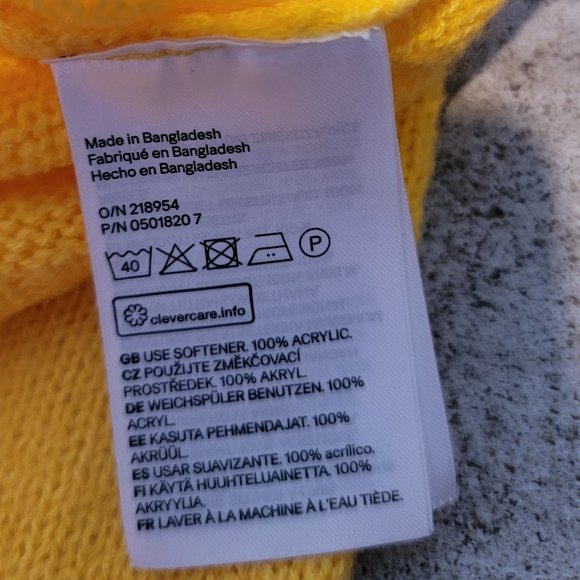 Made in Bangladesh
Fabriqué en Bangladesh
Hecho en Bangladesh
O/N 218954
P/N 0501820 7
40 P
clevercare.info
GB USE SOFTENER. 100% ACRYLIC.
CZ POUŽIJTE ZMĚKČOVACÍ
PROSTŘEDEK. 100% AKRYL.
DE WEICHSPÜLER BENUTZEN. 100%
ACRYL.
EE KASUTA PEHMENDAJAT. 100%
AKRÜÜL.
ES USAR SUAVIZANTE. 100% acrílico.
FI KÄYTÄ HUUHTELUAINETTA. 100%
AKRYYLIA.
FR LAVER À LA MACHINE À L'EAU TIÈDE.